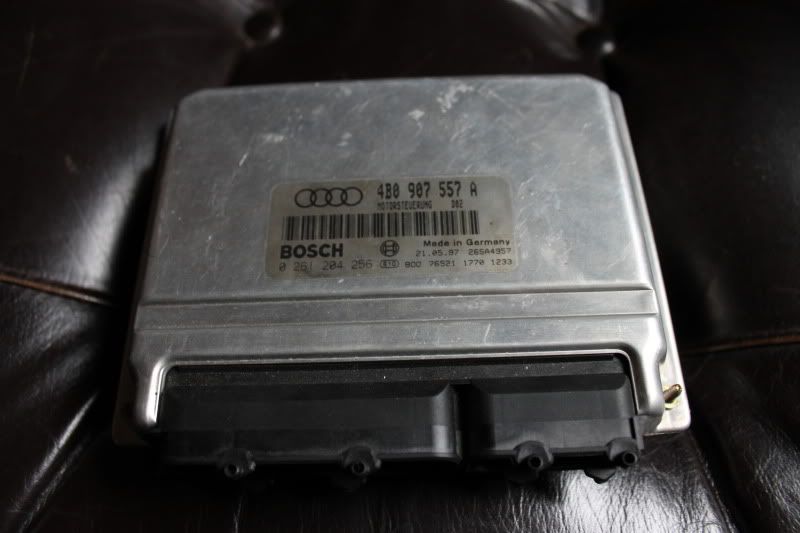 4B0 907 557 A
MOTORSTEUERUNG D02
BOSCH
Made in Germany
21.05.97 26SA4957
0 261 204 256 800 76521 1770 1233